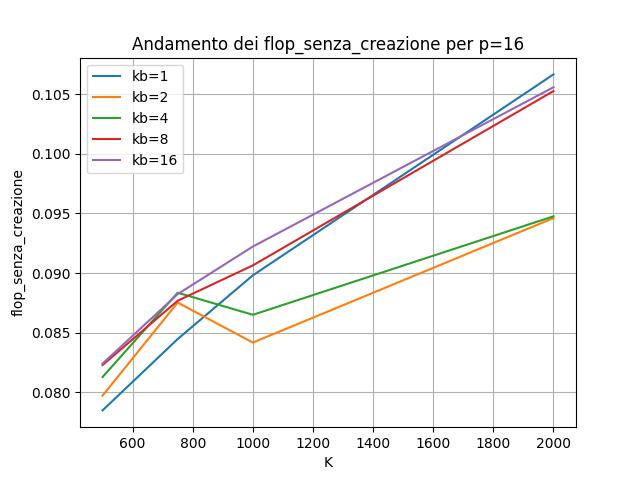 Andamento dei flop_senza_creazione per p=16
kb=1
kb=2
kb=4
kb=8
kb=16
flop_senza_creazione
0.105
0.100
0.095
0.090
0.085
0.080
600 800 1000 1200 1400 1600 1800 2000
K